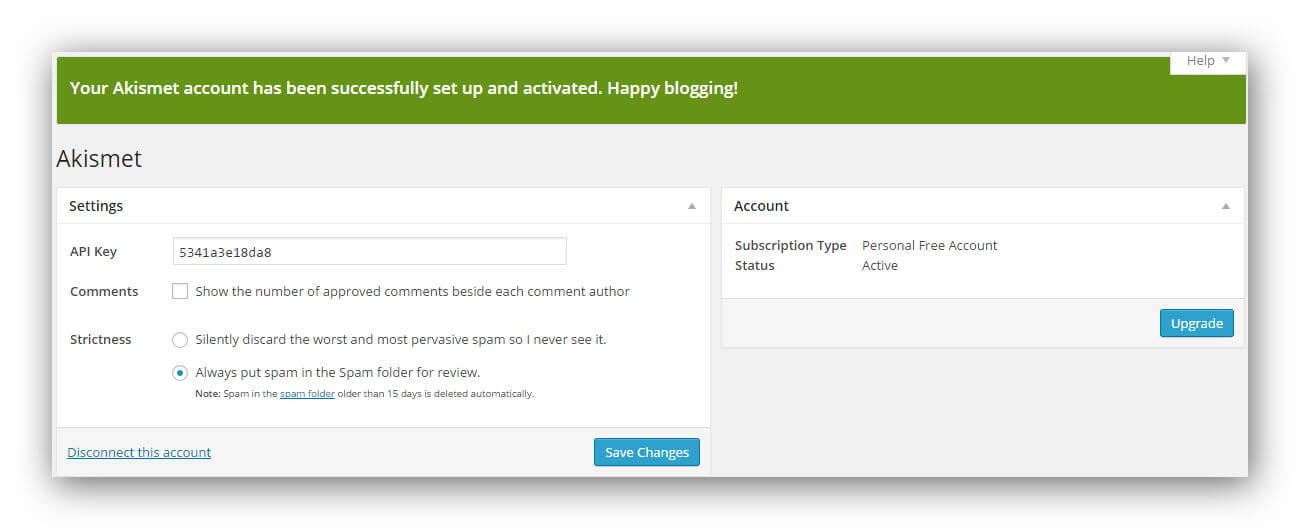 Help
Your Akismet account has been successfully set up and activated. Happy blogging!
Akismet
Settings
API Key 5341a3e18da8
Comments Show the number of approved comments beside each comment author
Strictness Silently discard the worst and most pervasive spam so I never see it.
Always put spam in the Spam folder for review.
Note: Spam in the spam folder older than 15 days is deleted automatically.
Disconnect this account Save Changes
Account
Subscription Type Personal Free Account
Status Active
Upgrade